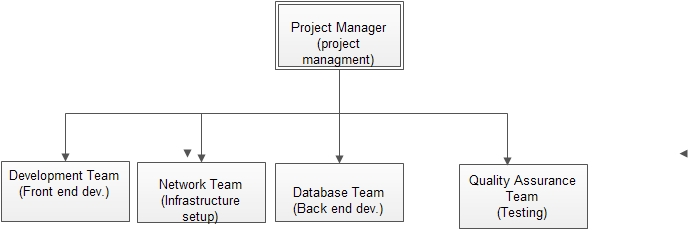 Project Manager
(project
managment)
Development Team
(Front end dev.)
Network Team
(Infrastructure
setup)
Database Team
(Back end dev.)
Quality Assurance
Team
(Testing)